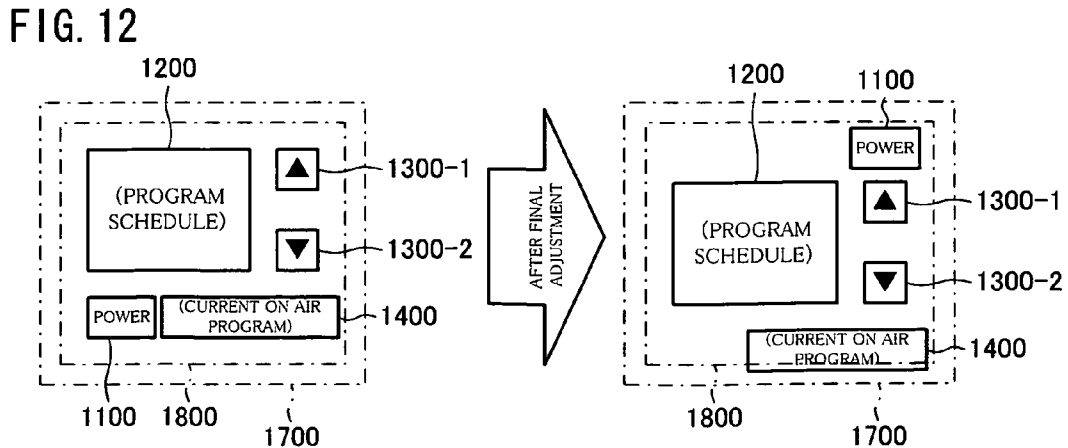 FIG. 12
1200
(PROGRAM
SCHEDULE)
1300-1
1300-2
POWER
(CURRENT ON AIR
PROGRAM)
1400
1100
1800
1700
AFTER FINAL
ADJUSTMENT
1200
1100
POWER
(PROGRAM
SCHEDULE)
1300-1
1300-2
(CURRENT ON AIR
PROGRAM)
1400
1800
1700